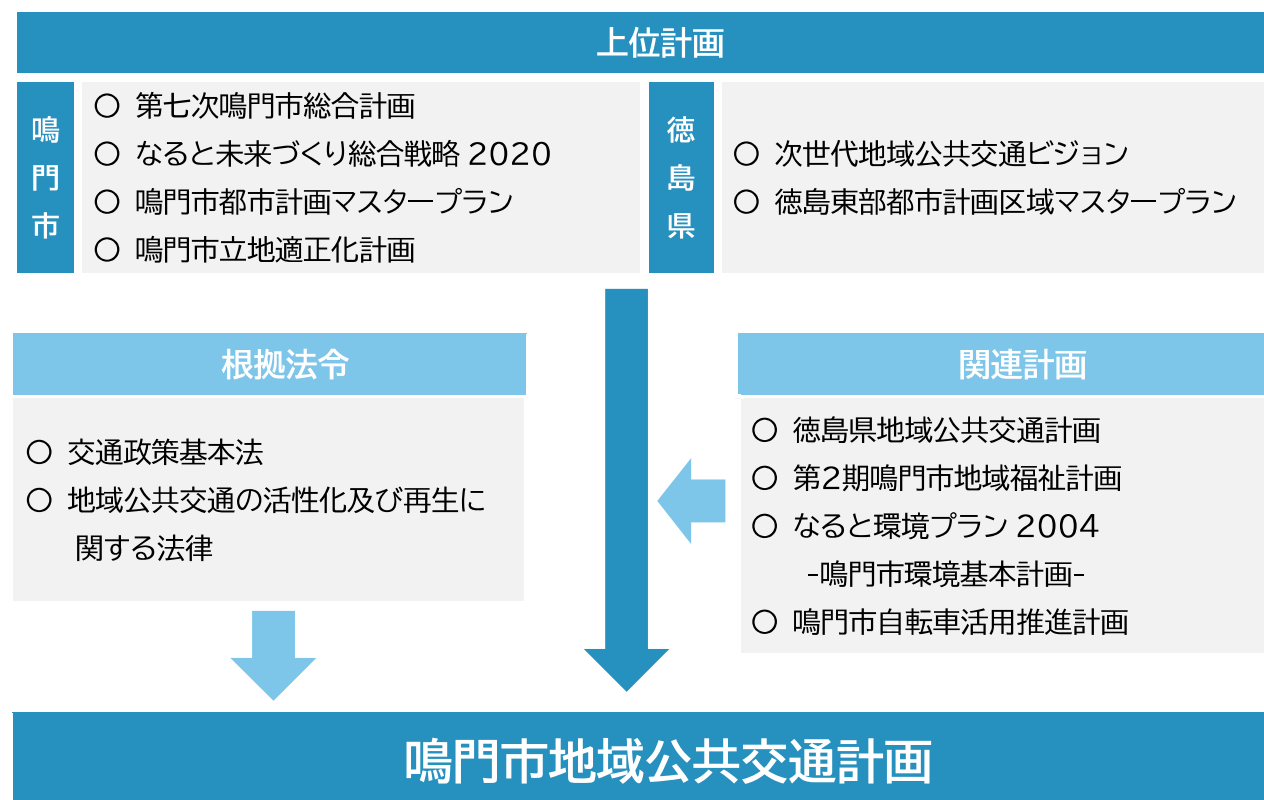 上位計画
鳴門市
○ 第七次鳴門市総合計画
○ なると未来づくり総合戦略 2020
○ 鳴門市都市計画マスタープラン
○ 鳴門市立地適正化計画
徳島県
○ 次世代地域公共交通ビジョン
○ 徳島東部都市計画区域マスタープラン
根拠法令
○ 交通政策基本法
○ 地域公共交通の活性化及び再生に
関する法律
関連計画
○ 徳島県地域公共交通計画
○ 第2期鳴門市地域福祉計画
○ なると環境プラン 2004
-鳴門市環境基本計画-
○ 鳴門市自転車活用推進計画
鳴門市地域公共交通計画